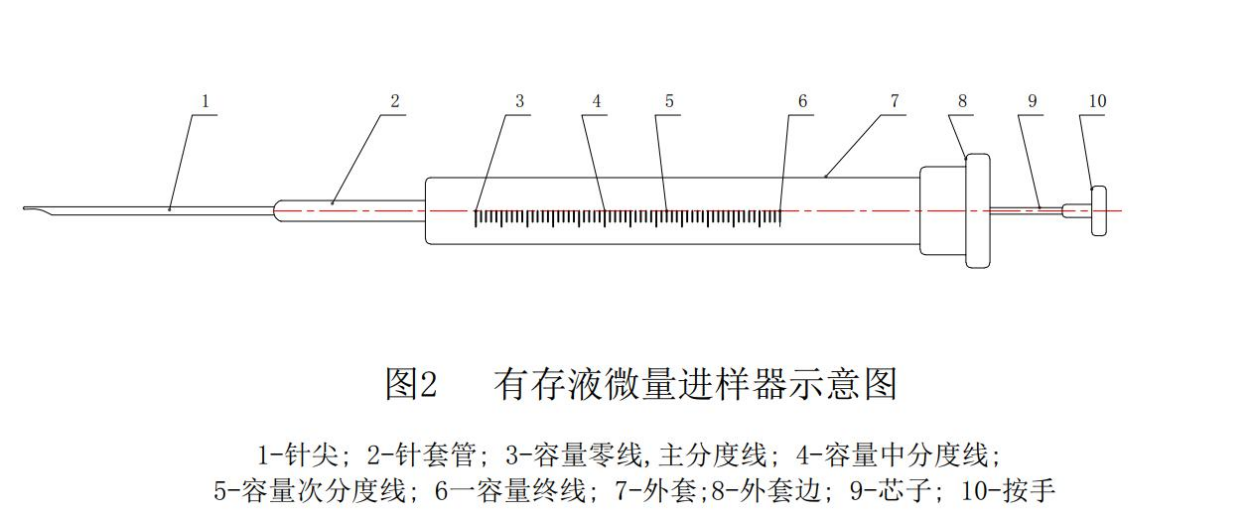 1 2 3 4 5 6 7 8 9 10
图2 有存液微量进样器示意图
1-针尖; 2-针套管; 3-容量零线,主分度线; 4-容量中分度线;
5-容量次分度线; 6一容量终线; 7-外套;8-外套边; 9-芯子; 10-按手